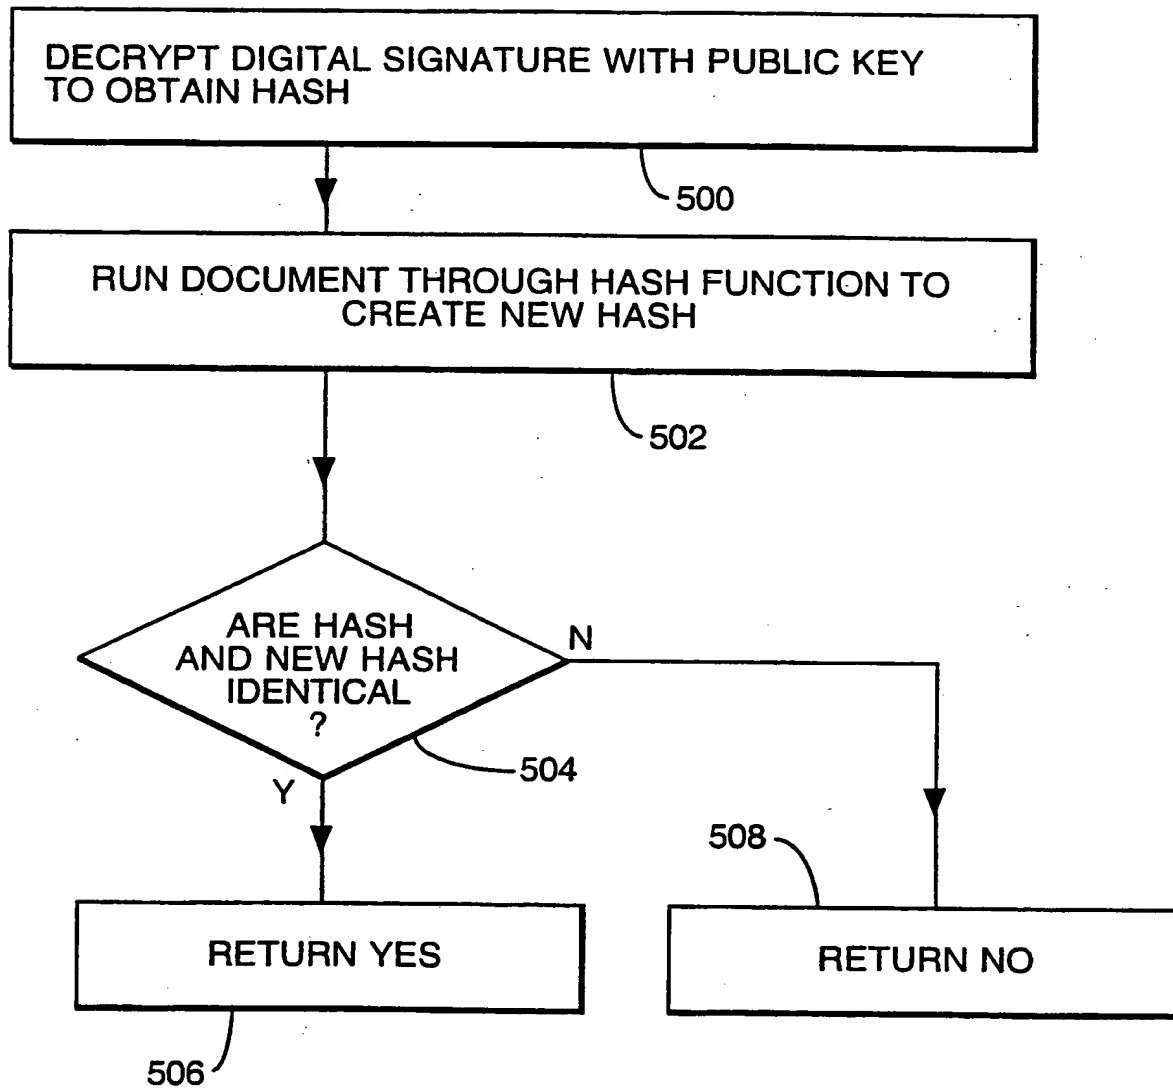 DECRYPT DIGITAL SIGNATURE WITH PUBLIC KEY
TO OBTAIN HASH
500
RUN DOCUMENT THROUGH HASH FUNCTION TO
CREATE NEW HASH
502
ARE HASH
AND NEW HASH
IDENTICAL
?
N
504
Y
508
RETURN YES
RETURN NO
506